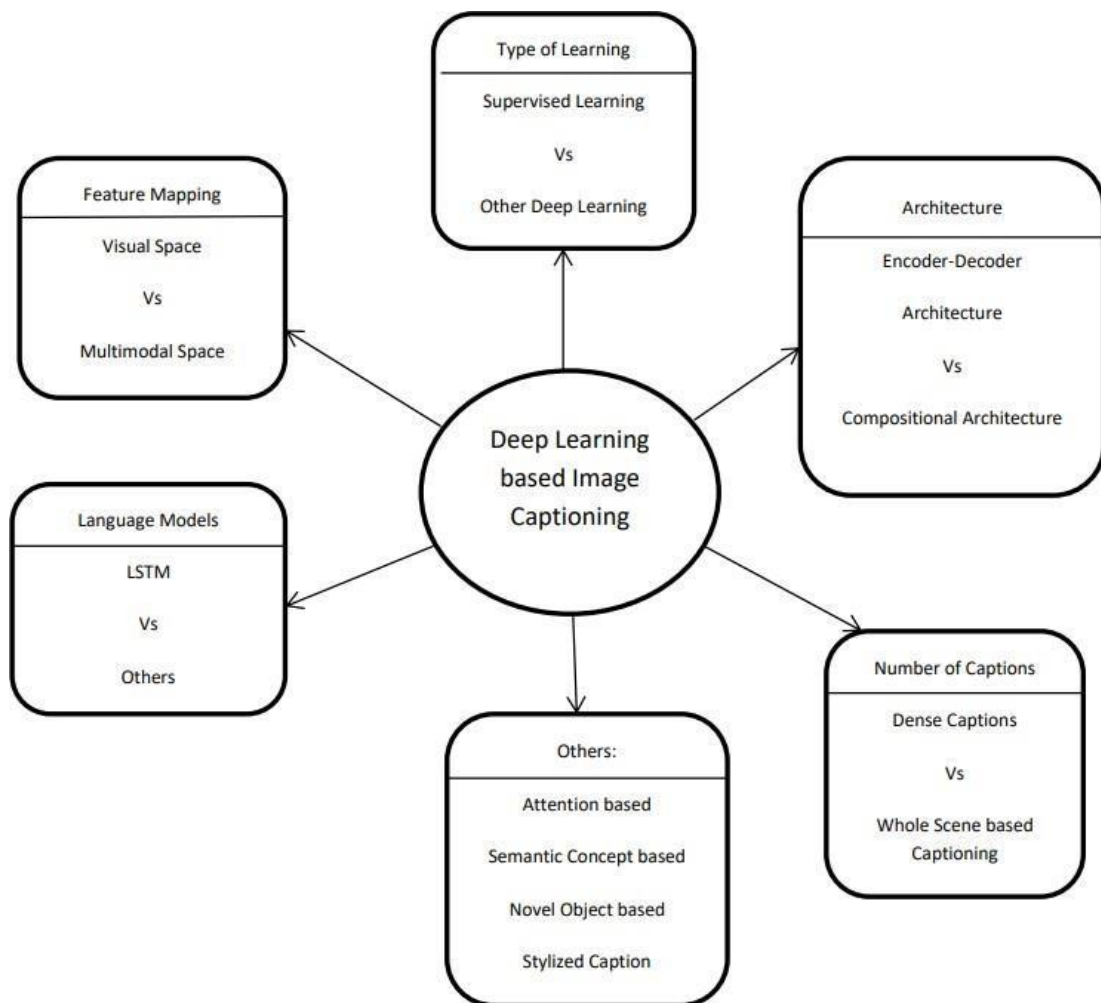 Type of Learning
Supervised Learning
Vs
Other Deep Learning
Feature Mapping
Visual Space
Vs
Multimodal Space
Architecture
Encoder-Decoder
Architecture
Vs
Compositional Architecture
Deep Learning
based Image
Captioning
Language Models
LSTM
Vs
Others
Number of Captions
Dense Captions
Vs
Whole Scene based
Captioning
Others:
Attention based
Semantic Concept based
Novel Object based
Stylized Caption